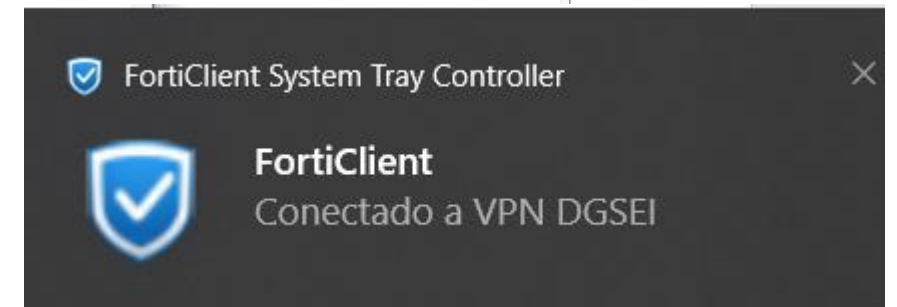 FortiClient System Tray Controller
FortiClient
Conectado a VPN DGSEI